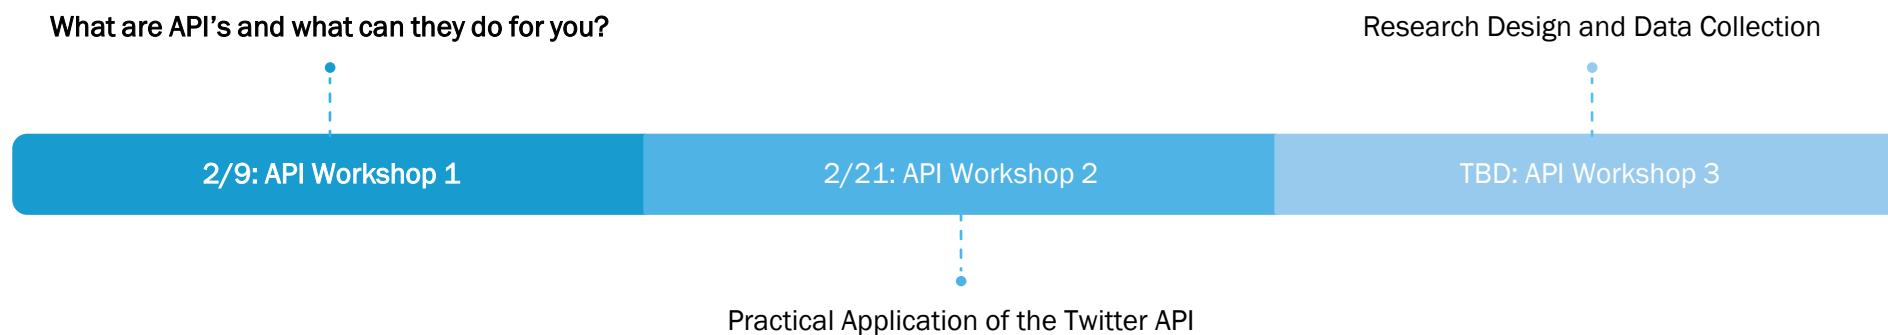 What are API’s and what can they do for you?
Research Design and Data Collection
2/9: API Workshop 1
2/21: API Workshop 2
TBD: API Workshop 3
Practical Application of the Twitter API